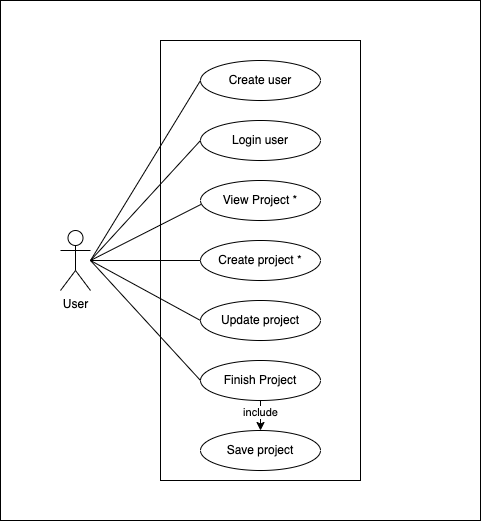 Create user
Login user
View Project *
Create project *
User
Update project
Finish Project
include
Save project